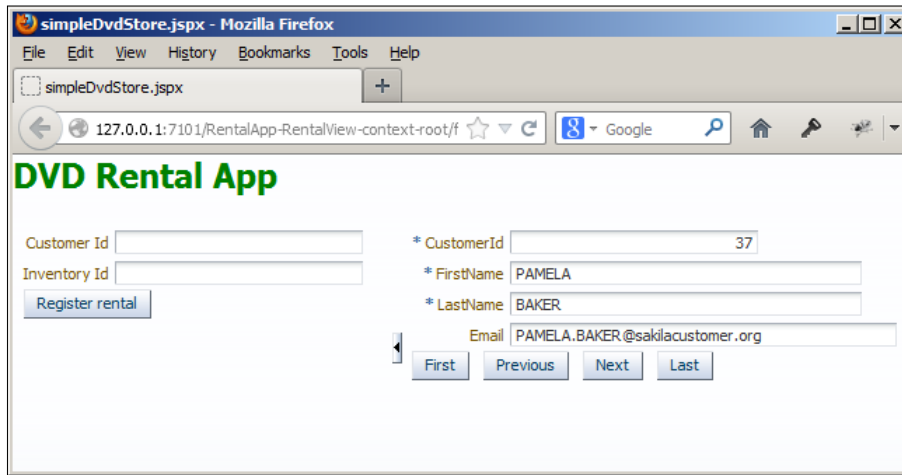 simpleDvdStore.jspx - Mozilla Firefox
File Edit View History Bookmarks Tools Help
simpleDvdStore.jspx
127.0.0.1:7101/RentalApp-RentalView-context-root/f
8 Google
DVD Rental App
Customer Id
Inventory Id
Register rental
* CustomerId 37
* FirstName PAMELA
* LastName BAKER
Email PAMELA.BAKER@sakilacustomer.org
First Previous Next Last